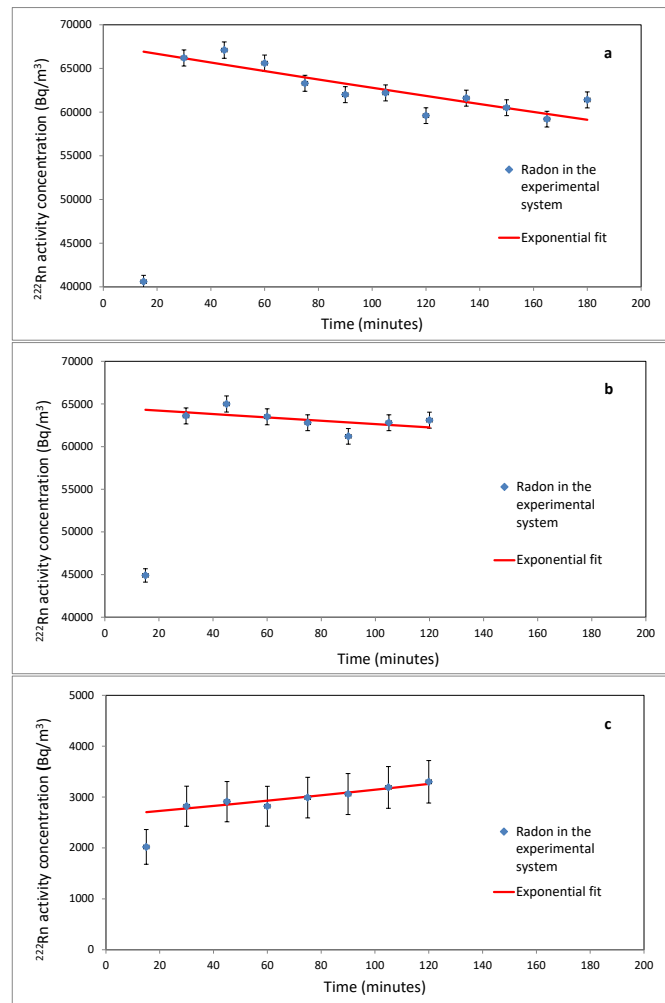 70000
65000
60000
55000
50000
45000
40000
²²²Rn activity concentration (Bq/m³)
a
Radon in the
experimental
system
Exponential fit
0 20 40 60 80 100 120 140 160 180 200
Time (minutes)
70000
65000
60000
55000
50000
45000
40000
²²²Rn activity concentration (Bq/m³)
b
Radon in the
experimental
system
Exponential fit
0 20 40 60 80 100 120 140 160 180 200
Time (minutes)
5000
4000
3000
2000
1000
0
²²²Rn activity concentration (Bq/m³)
c
Radon in the
experimental
system
Exponential fit
0 20 40 60 80 100 120 140 160 180 200
Time (minutes)